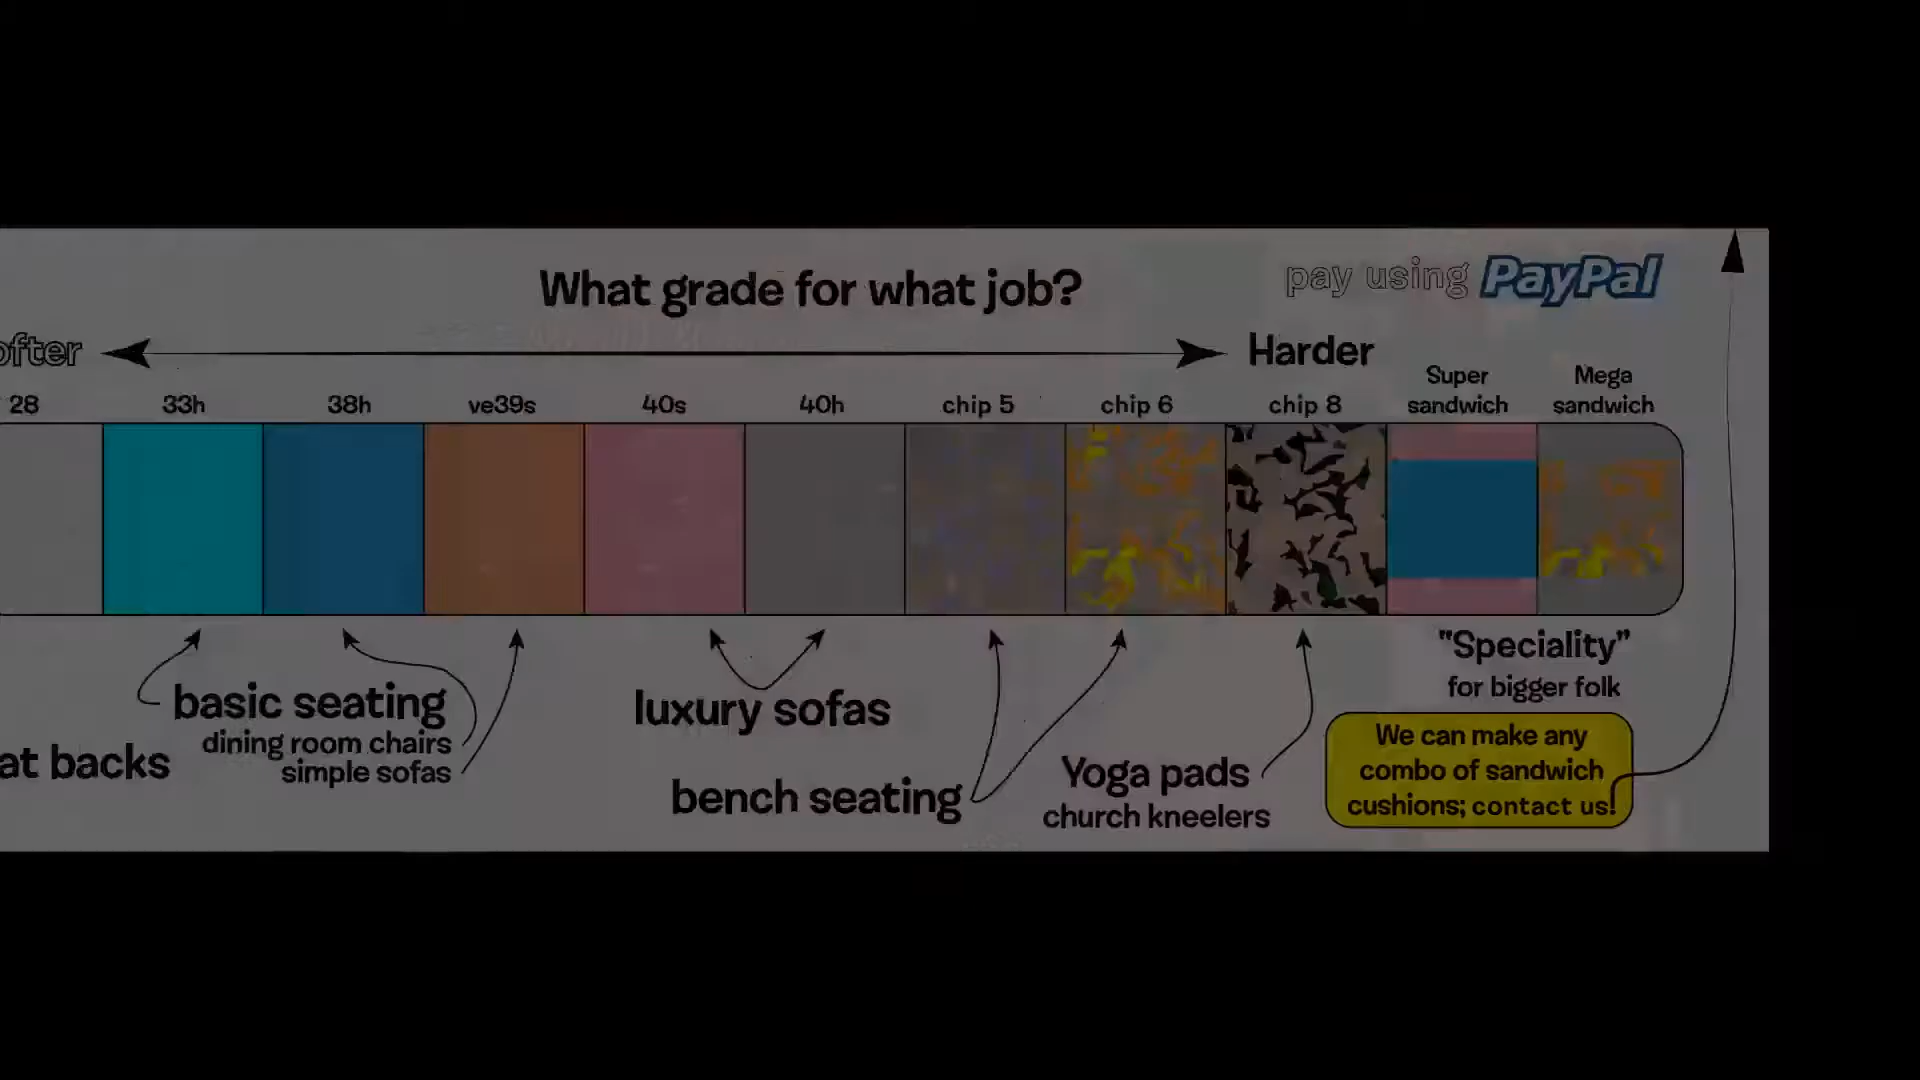 What grade for what job?
pay using PayPal
ofter
Harder
28
33h
38h
ve39s
40s
40h
chip 5
chip 6
chip 8
Super
sandwich
Mega
sandwich
basic seating
dining room chairs
simple sofas
at backs
luxury sofas
bench seating
Yoga pads
church kneelers
"Speciality”
for bigger folk
We can make any
combo of sandwich
cushions; contact us!